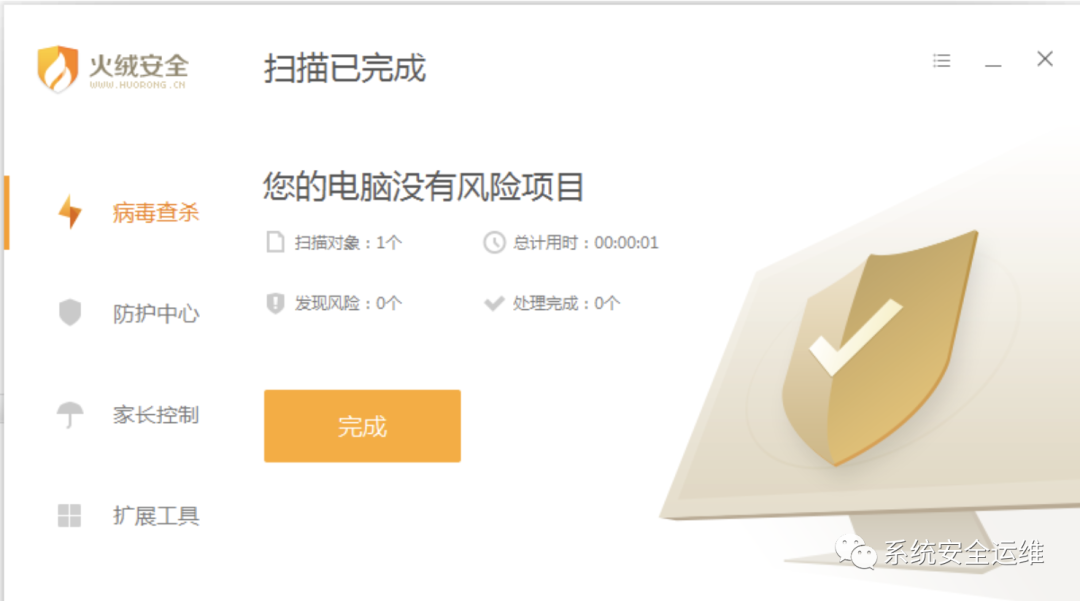 火绒安全
WWW.HUORONG.CN
扫描已完成
病毒查杀
防护中心
家长控制
扩展工具
您的电脑没有风险项目
扫描对象：1个
总计用时：00:00:01
发现风险：0个
处理完成：0个
完成
系统安全运维